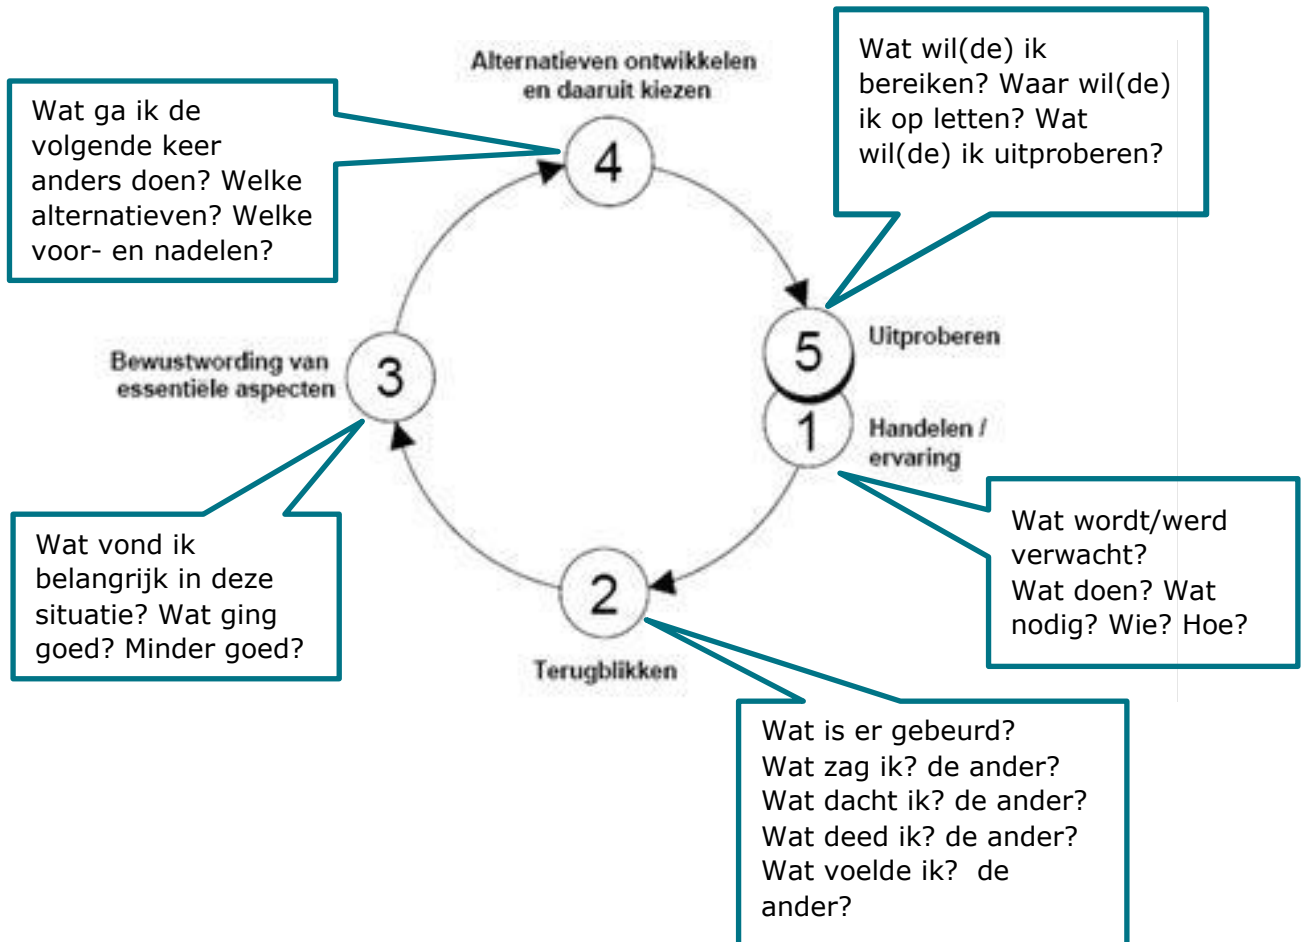 Alternatieven ontwikkelen
en daaruit kiezen
4
Wat ga ik de
volgende keer
anders doen? Welke
alternatieven? Welke
voor- en nadelen?
Wat wil(de) ik
bereiken? Waar wil(de)
ik op letten? Wat
wil(de) ik uitproberen?
5
Uitproberen
1
Handelen /
ervaring
Bewustwording van
essentiële aspecten
3
Wat wordt/werd
verwacht?
Wat doen? Wat
nodig? Wie? Hoe?
Wat vond ik
belangrijk in deze
situatie? Wat ging
goed? Minder goed?
2
Terugblikken
Wat is er gebeurd?
Wat zag ik? de ander?
Wat dacht ik? de ander?
Wat deed ik? de ander?
Wat voelde ik?  de
ander?